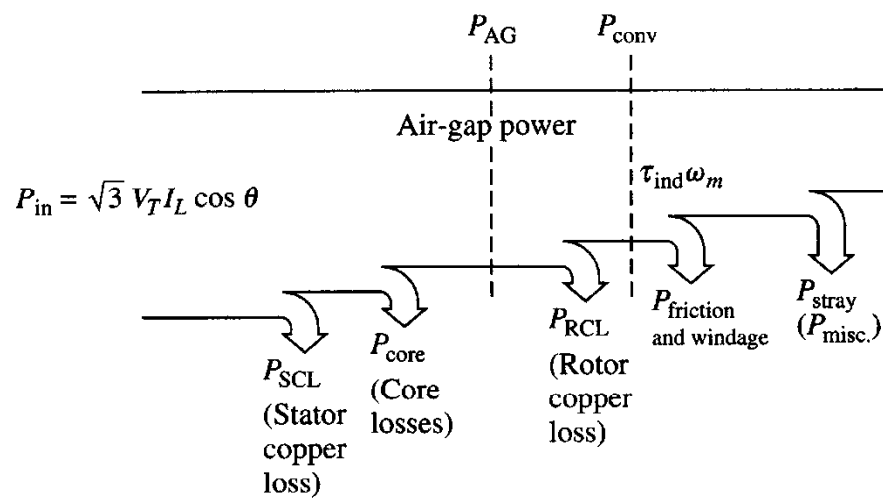 P_AG
P_conv
Air-gap power
τ_ind ω_m
P_in = √3 V_T I_L cos θ
P_SCL
(Stator
copper
loss)
P_core
(Core
losses)
P_RCL
(Rotor
copper
loss)
P_friction
and windage
P_stray
(P_misc.)